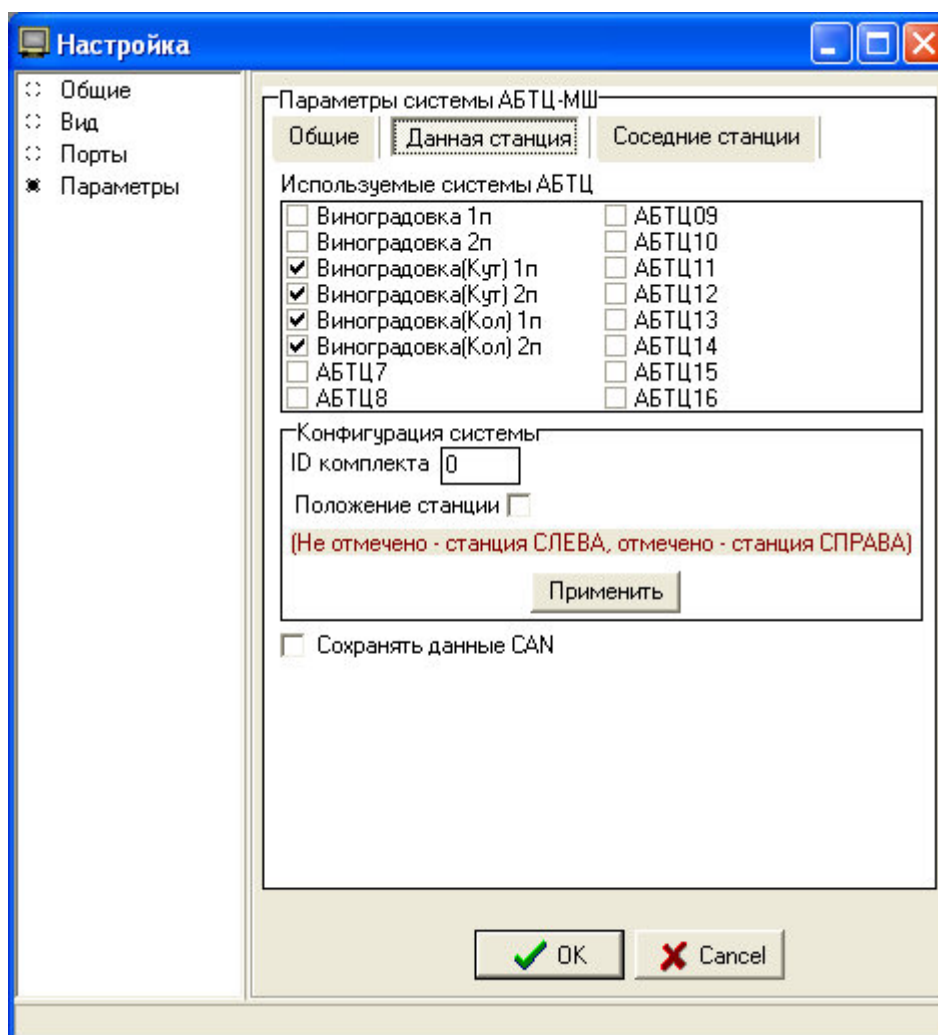 Настройка
Общие
Вид
Порты
Параметры
Параметры системы АБТЦ-МШ
Общие Данная станция Соседние станции
Используемые системы АБТЦ
Виноградовка 1п АБТЦ09
Виноградовка 2п АБТЦ10
Виноградовка(Кут) 1п АБТЦ11
Виноградовка(Кут) 2п АБТЦ12
Виноградовка(Кол) 1п АБТЦ13
Виноградовка(Кол) 2п АБТЦ14
АБТЦ7 АБТЦ15
АБТЦ8 АБТЦ16
Конфигурация системы
ID комплекта 0
Положение станции
(Не отмечено - станция СЛЕВА, отмечено - станция СПРАВА)
Применить
Сохранять данные CAN
OK Cancel